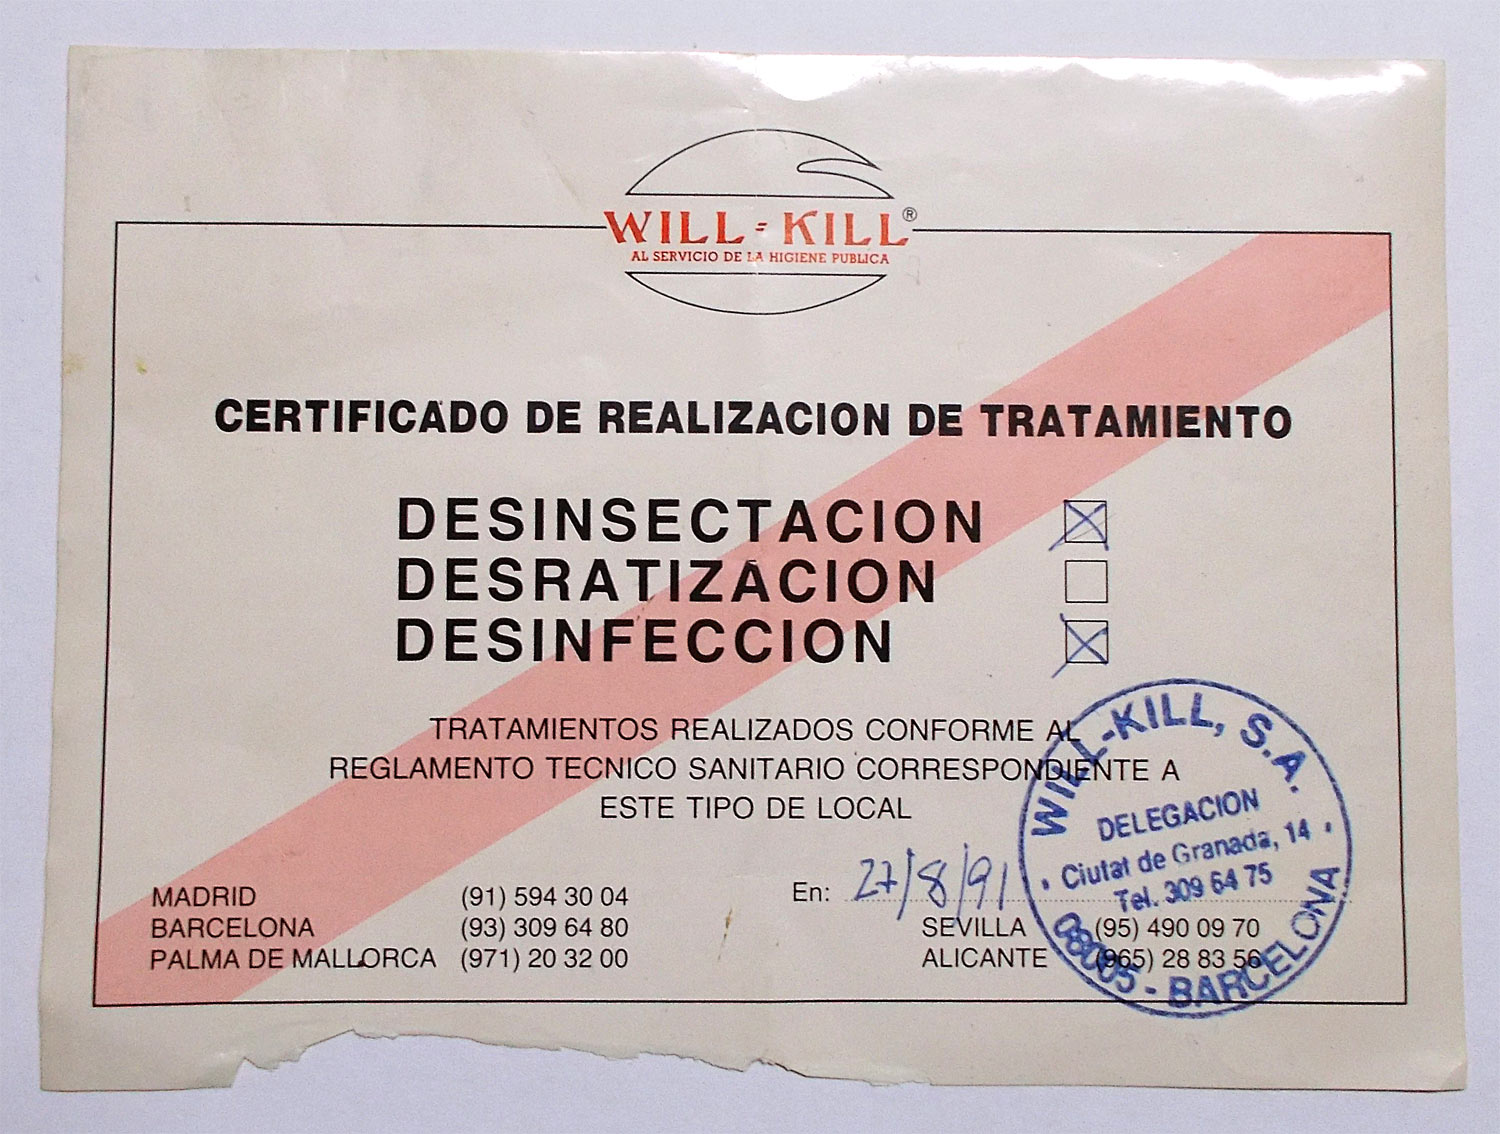 WILL-KILL®
AL SERVICIO DE LA HIGIENE PUBLICA
CERTIFICADO DE REALIZACION DE TRATAMIENTO
DESINSECTACION
DESRATIZACION
DESINFECCION
TRATAMIENTOS REALIZADOS CONFORME AL
REGLAMENTO TECNICO SANITARIO CORRESPONDIENTE A
ESTE TIPO DE LOCAL
En: 27/8/91
MADRID (91) 594 30 04
BARCELONA (93) 309 64 80
PALMA DE MALLORCA (971) 20 32 00
SEVILLA (95) 490 09 70
ALICANTE (965) 28 83 56
WILL-KILL, S.A.
DELEGACION
Ciutat de Granada, 14
Tel. 309 64 75
08005 - BARCELONA